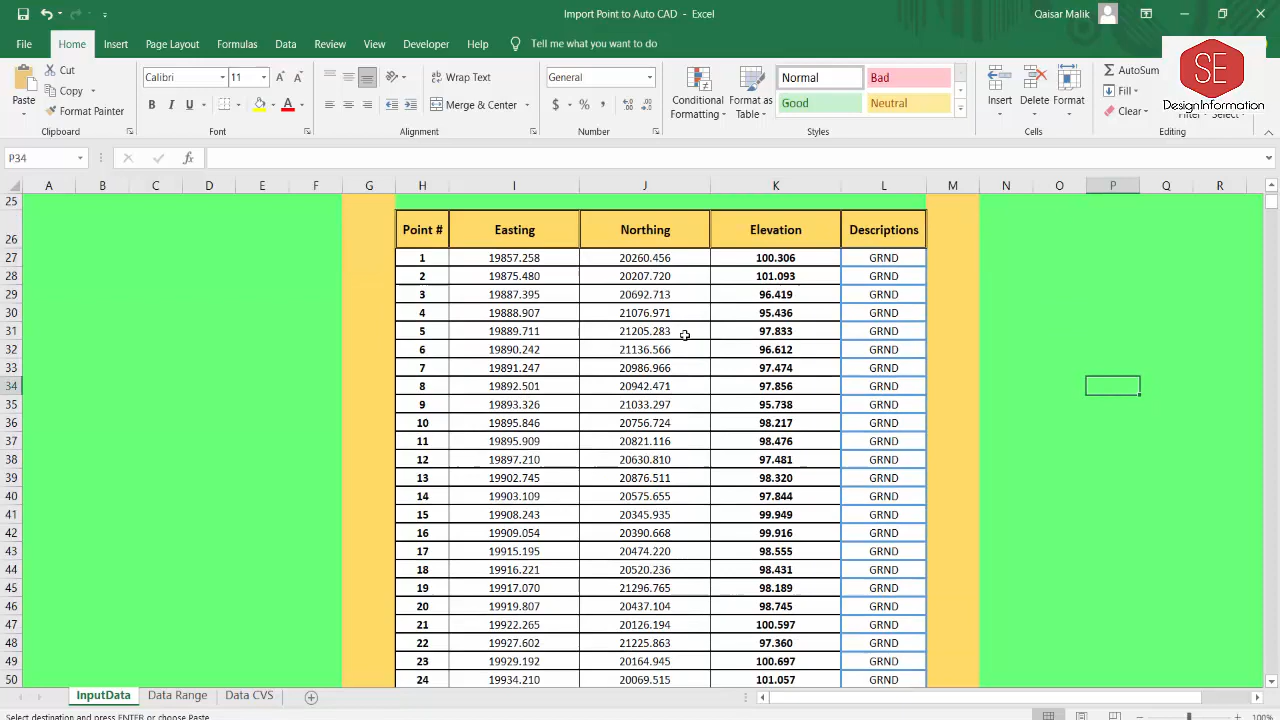 Import Point to Auto CAD - Excel
Qaisar Malik
File Home Insert Page Layout Formulas Data Review View Developer Help Tell me what you want to do
SE
DesignInformation
Paste
Cut
Copy
Format Painter
Clipboard
Calibri 11
B I U
Font
Wrap Text
Merge & Center
Alignment
General
$ % ,
Number
Conditional Formatting
Format as Table
Normal Bad
Good Neutral
Styles
Insert Delete Format
Cells
AutoSum
Fill
Clear
Editing
P34 fx
A B C D E F G H I J K L M N O P Q R
25
26 Point # Easting Northing Elevation Descriptions
27 1 19857.258 20260.456 100.306 GRND
28 2 19875.480 20207.720 101.093 GRND
29 3 19887.395 20692.713 96.419 GRND
30 4 19888.907 21076.971 95.436 GRND
31 5 19889.711 21205.283 97.833 GRND
32 6 19890.242 21136.566 96.612 GRND
33 7 19891.247 20986.966 97.474 GRND
34 8 19892.501 20942.471 97.856 GRND
35 9 19893.326 21033.297 95.738 GRND
36 10 19895.846 20756.724 98.217 GRND
37 11 19895.909 20821.116 98.476 GRND
38 12 19897.210 20630.810 97.481 GRND
39 13 19902.745 20876.511 98.320 GRND
40 14 19903.109 20575.655 97.844 GRND
41 15 19908.243 20345.935 99.949 GRND
42 16 19909.054 20390.668 99.916 GRND
43 17 19915.195 20474.220 98.555 GRND
44 18 19916.221 20520.236 98.431 GRND
45 19 19917.070 21296.765 98.189 GRND
46 20 19919.807 20437.104 98.745 GRND
47 21 19922.265 20126.194 100.597 GRND
48 22 19927.602 21225.863 97.360 GRND
49 23 19929.192 20164.945 100.697 GRND
50 24 19934.210 20069.515 101.057 GRND
InputData Data Range Data CVS
Select destination and press ENTER or choose Paste
100%